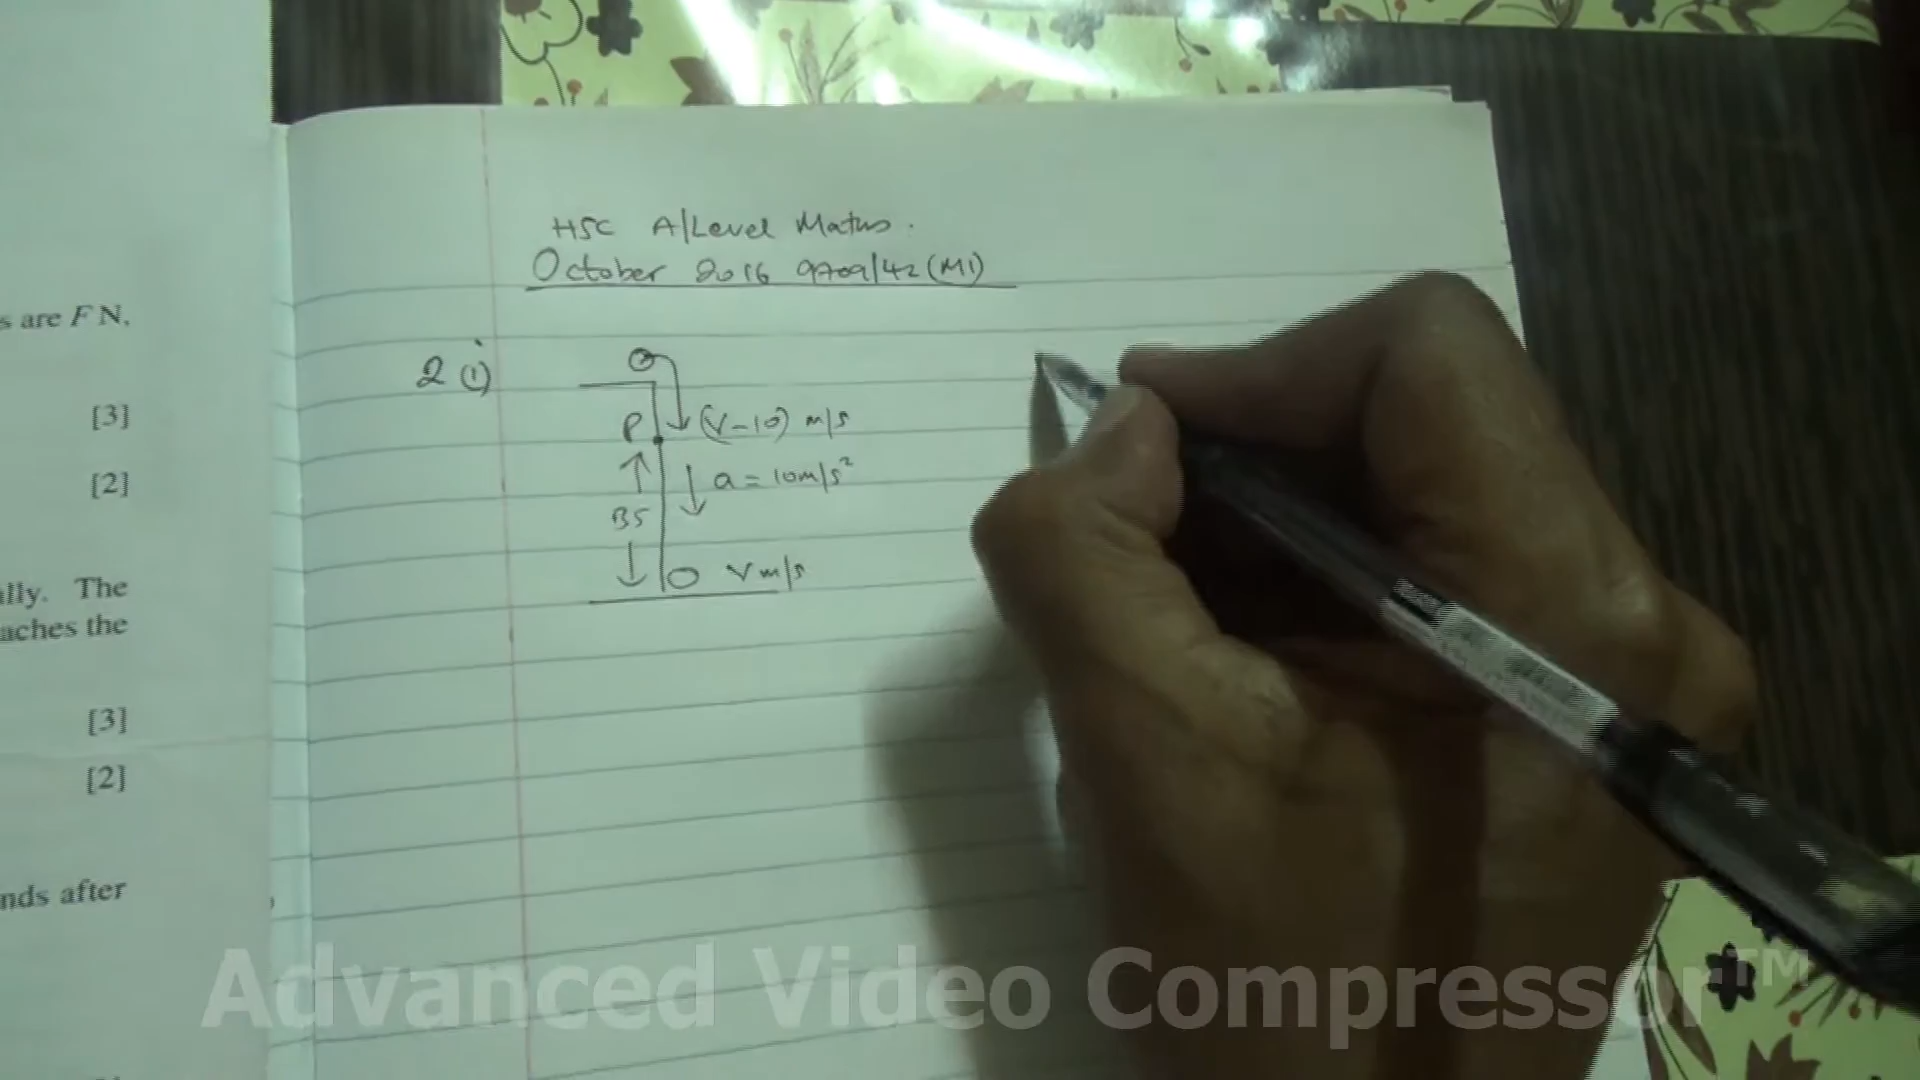 s are F N,
[3]
[2]
ally. The
aches the
[3]
[2]
nds after
HSC A/Level Maths.
October 2016 9709/42 (M1)
2 (i)
P (V-10) m/s
a = 10m/s²
35
V m/s
Advanced Video Compressor™